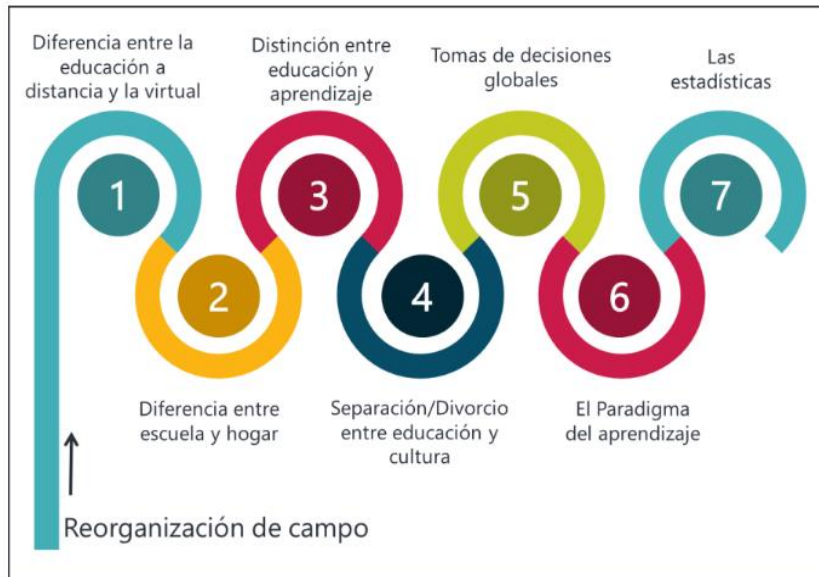 Diferencia entre la
educación a
distancia y la virtual
Distinción entre
educación y
aprendizaje
Tomas de decisiones
globales
Las
estadísticas
1
3
5
7
2
4
6
Diferencia entre
escuela y hogar
Separación/Divorcio
entre educación y
cultura
El Paradigma
del aprendizaje
Reorganización de campo